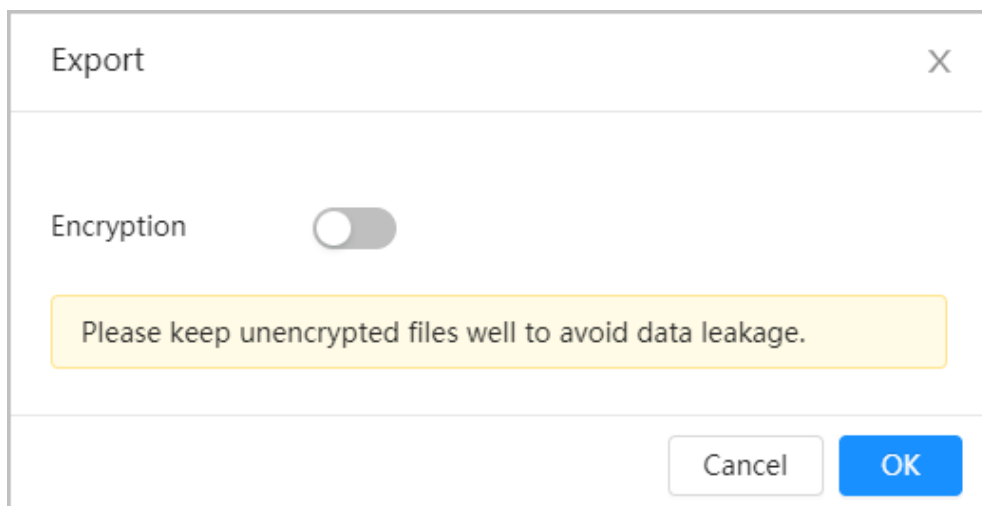 Export X
Encryption
Please keep unencrypted files well to avoid data leakage.
Cancel OK